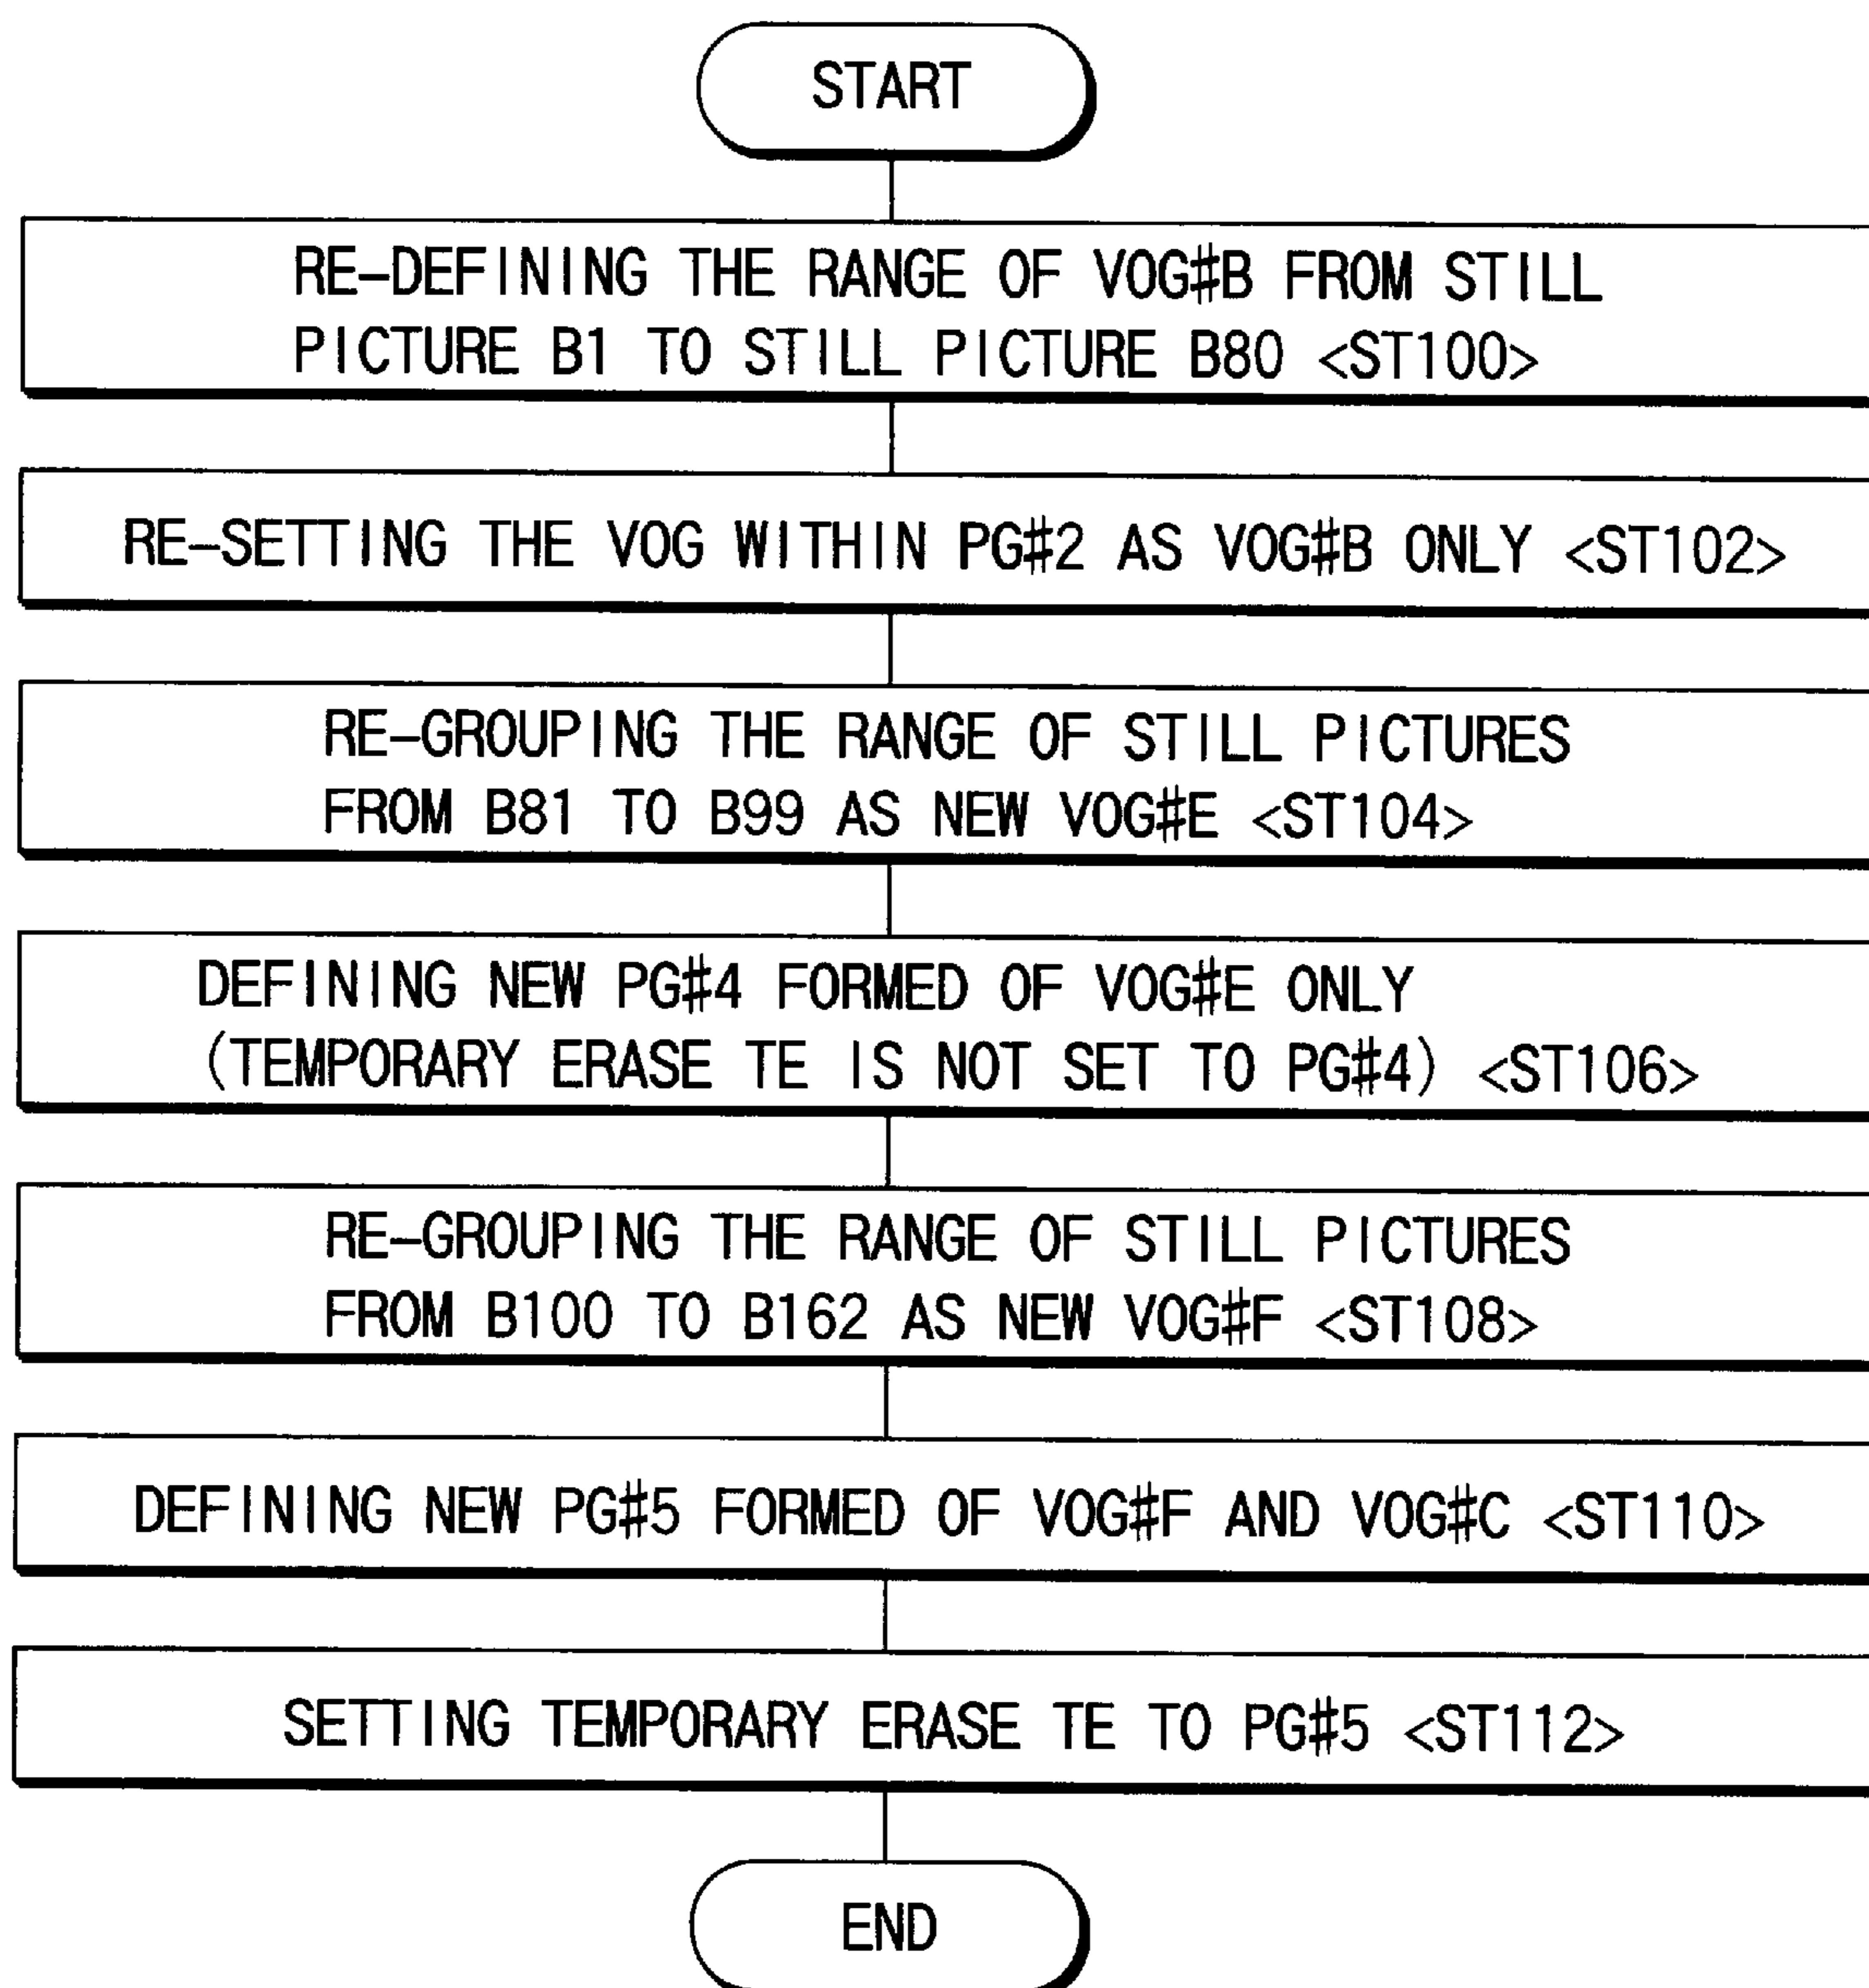 START
RE-DEFINING THE RANGE OF VOG#B FROM STILL
PICTURE B1 TO STILL PICTURE B80 <ST100>
RE-SETTING THE VOG WITHIN PG#2 AS VOG#B ONLY <ST102>
RE-GROUPING THE RANGE OF STILL PICTURES
FROM B81 TO B99 AS NEW VOG#E <ST104>
DEFINING NEW PG#4 FORMED OF VOG#E ONLY
(TEMPORARY ERASE TE IS NOT SET TO PG#4) <ST106>
RE-GROUPING THE RANGE OF STILL PICTURES
FROM B100 TO B162 AS NEW VOG#F <ST108>
DEFINING NEW PG#5 FORMED OF VOG#F AND VOG#C <ST110>
SETTING TEMPORARY ERASE TE TO PG#5 <ST112>
END